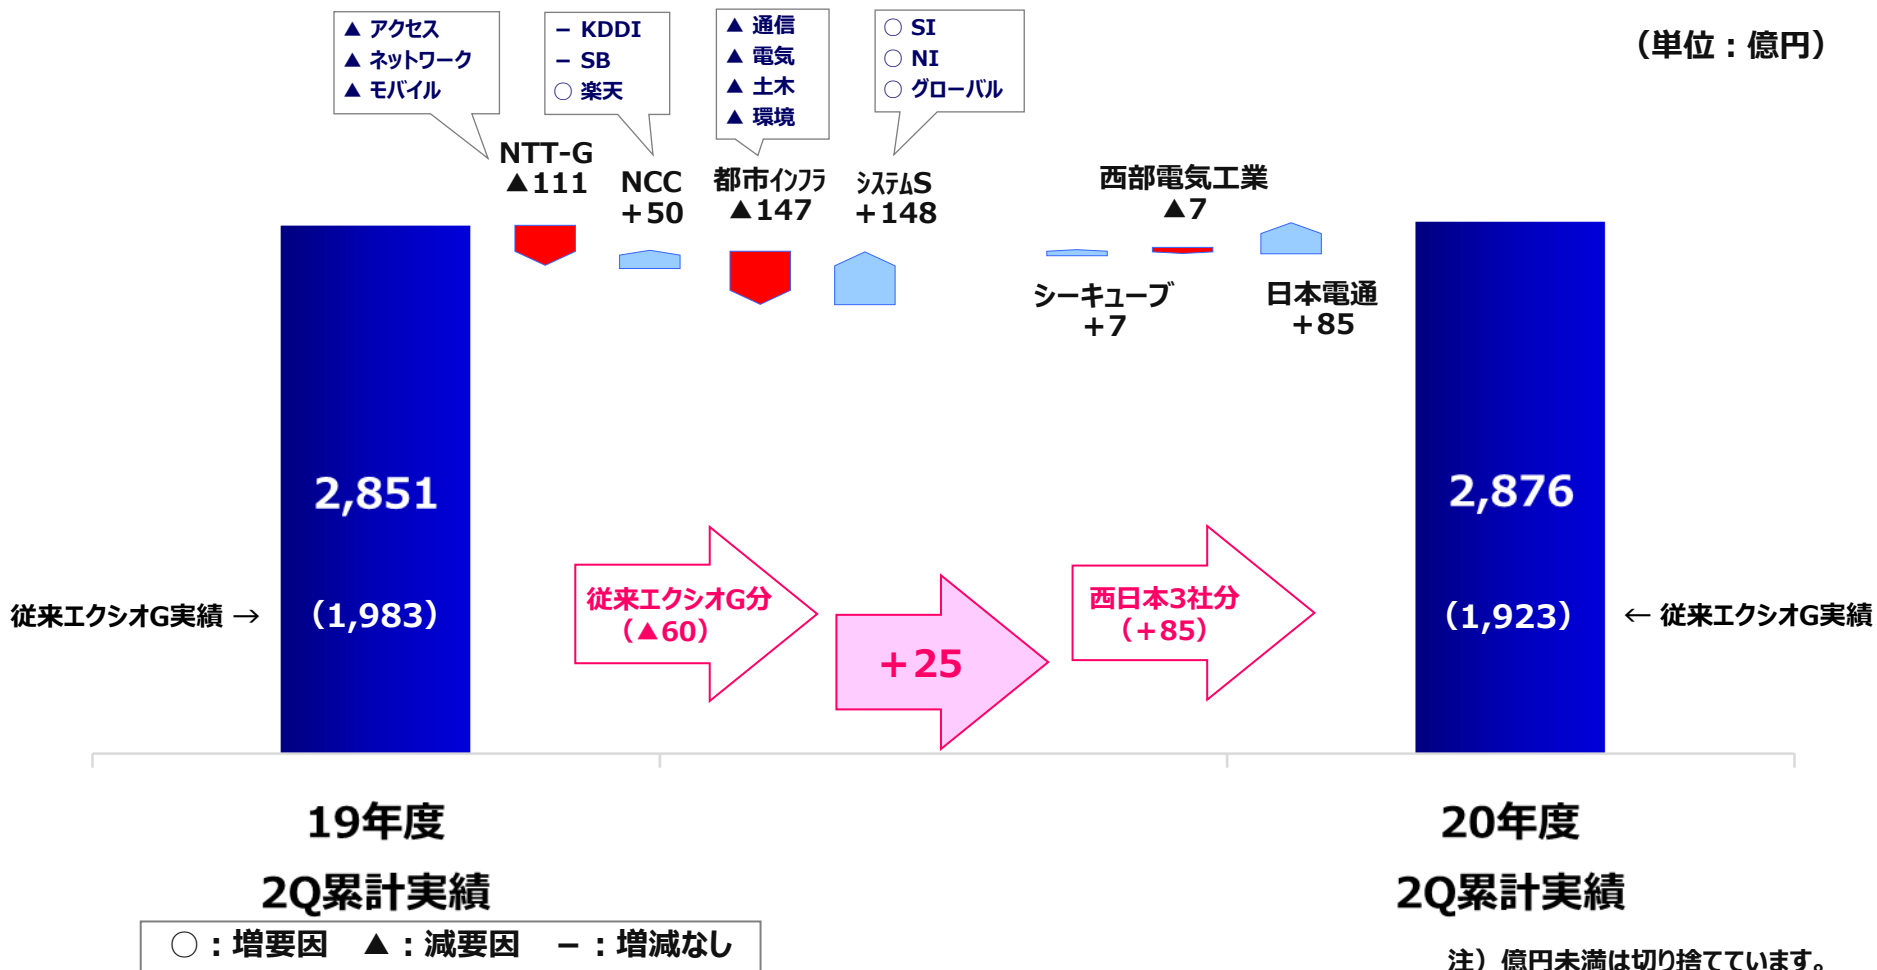 ▲ アクセス
▲ ネットワーク
▲ モバイル
− KDDI
− SB
○ 楽天
▲ 通信
▲ 電気
▲ 土木
▲ 環境
○ SI
○ NI
○ グローバル
（単位：億円）
NTT-G
▲111
NCC
＋50
都市インフラ
▲147
システムS
＋148
西部電気工業
▲7
シーキューブ
＋7
日本電通
＋85
2,851
2,876
従来エクシオG実績 →
（1,983）
従来エクシオG分
（▲60）
＋25
西日本3社分
（＋85）
（1,923）
← 従来エクシオG実績
19年度
2Q累計実績
20年度
2Q累計実績
○：増要因　▲：減要因　−：増減なし
注）億円未満は切り捨てています。